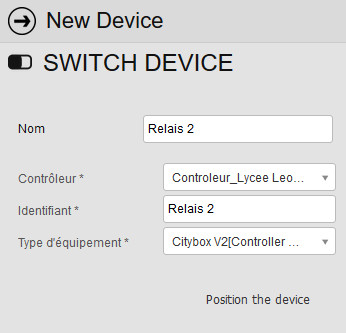 New Device
SWITCH DEVICE
Nom Relais 2
Contrôleur * Controleur_Lycee Leo...
Identifiant * Relais 2
Type d'équipement * Citybox V2[Controller ...
Position the device